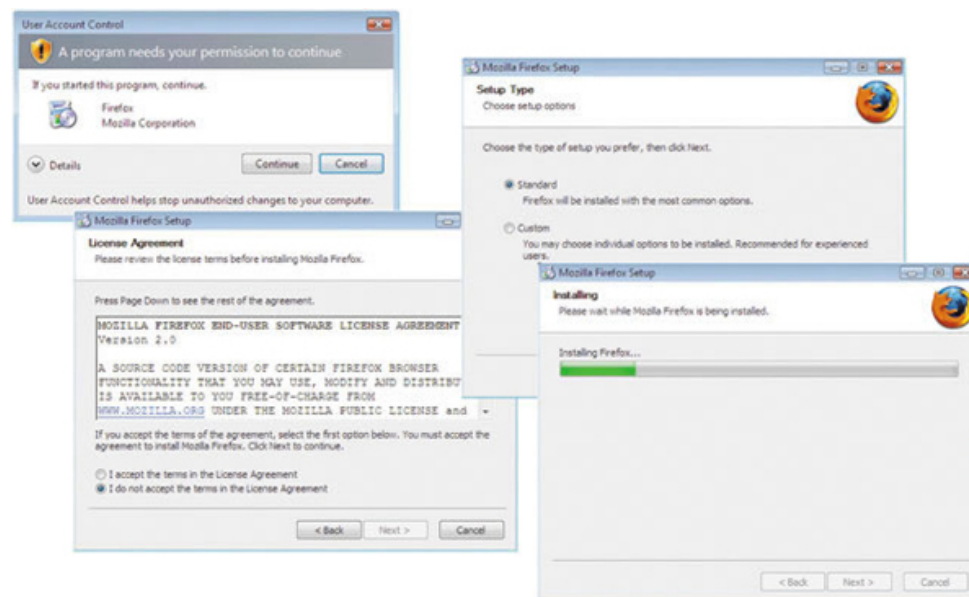 User Account Control
A program needs your permission to continue
If you started this program, continue.
Firefox
Mozilla Corporation
Details
Continue
Cancel
User Account Control helps stop unauthorized changes to your computer.
Mozilla Firefox Setup
License Agreement
Please review the license terms before installing Mozilla Firefox.
Press Page Down to see the rest of the agreement.
MOZILLA FIREFOX END-USER SOFTWARE LICENSE AGREEMENT
Version 2.0
A SOURCE CODE VERSION OF CERTAIN FIREFOX BROWSER
FUNCTIONALITY THAT YOU MAY USE, MODIFY AND DISTRIBU
IS AVAILABLE TO YOU FREE-OF-CHARGE FROM
WWW.MOZILLA.ORG UNDER THE MOZILLA PUBLIC LICENSE and
If you accept the terms of the agreement, select the first option below. You must accept the
agreement to install Mozilla Firefox. Click Next to continue.
I accept the terms in the License Agreement
I do not accept the terms in the License Agreement
< Back
Next >
Cancel
Mozilla Firefox Setup
Setup Type
Choose setup options
Choose the type of setup you prefer, then click Next.
Standard
Firefox will be installed with the most common options.
Custom
You may choose individual options to be installed. Recommended for experienced
users.
Mozilla Firefox Setup
Installing
Please wait while Mozilla Firefox is being installed.
Installing Firefox...
< Back
Next >
Cancel